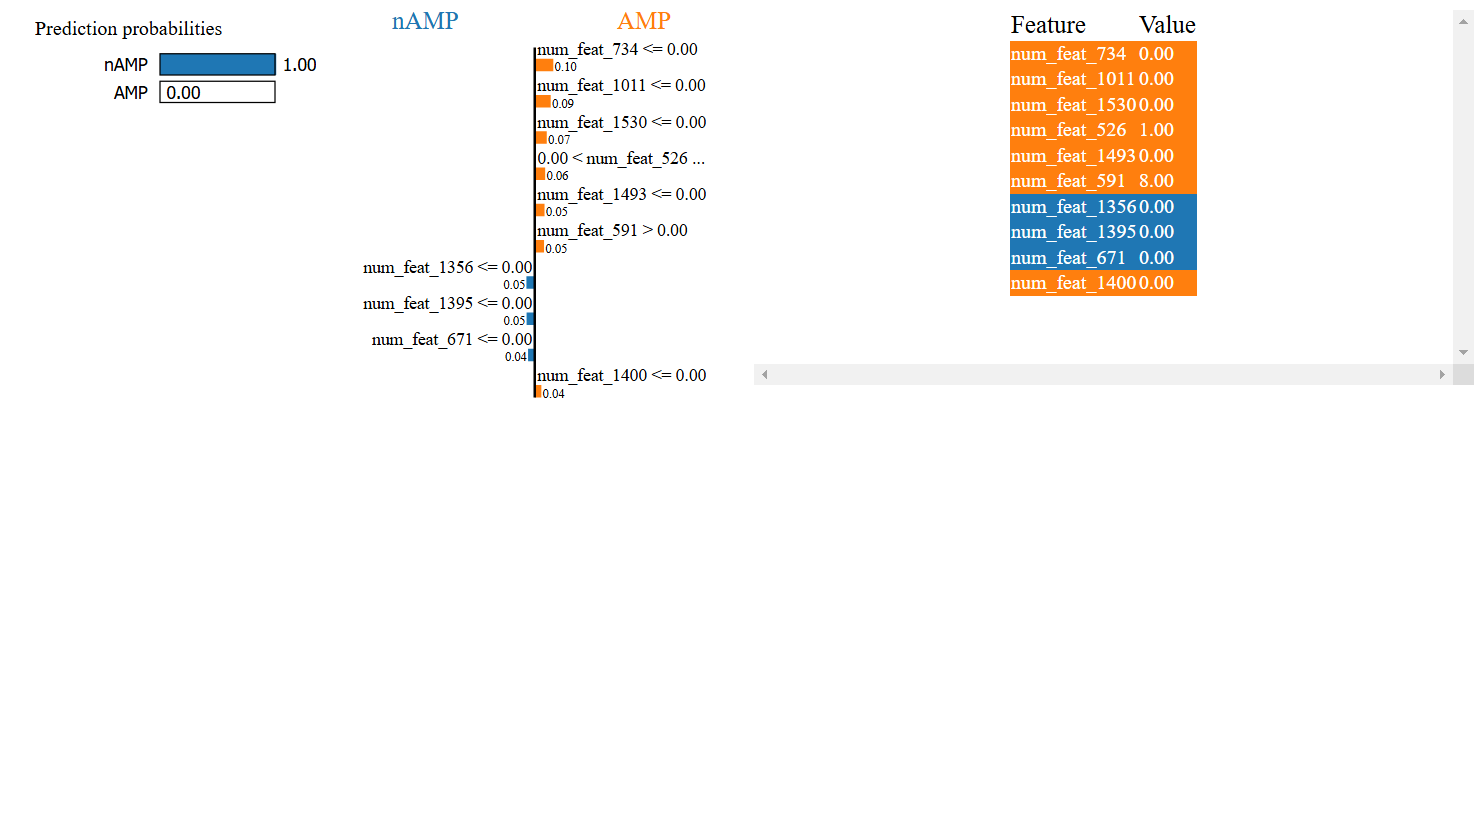 Prediction probabilities
nAMP 1.00
AMP 0.00
nAMP AMP
num_feat_734 <= 0.00
0.10
num_feat_1011 <= 0.00
0.09
num_feat_1530 <= 0.00
0.07
0.00 < num_feat_526 ...
0.06
num_feat_1493 <= 0.00
0.05
num_feat_591 > 0.00
0.05
num_feat_1356 <= 0.00
0.05
num_feat_1395 <= 0.00
0.05
num_feat_671 <= 0.00
0.04
num_feat_1400 <= 0.00
0.04
Feature Value
num_feat_734 0.00
num_feat_1011 0.00
num_feat_1530 0.00
num_feat_526 1.00
num_feat_1493 0.00
num_feat_591 8.00
num_feat_1356 0.00
num_feat_1395 0.00
num_feat_671 0.00
num_feat_1400 0.00